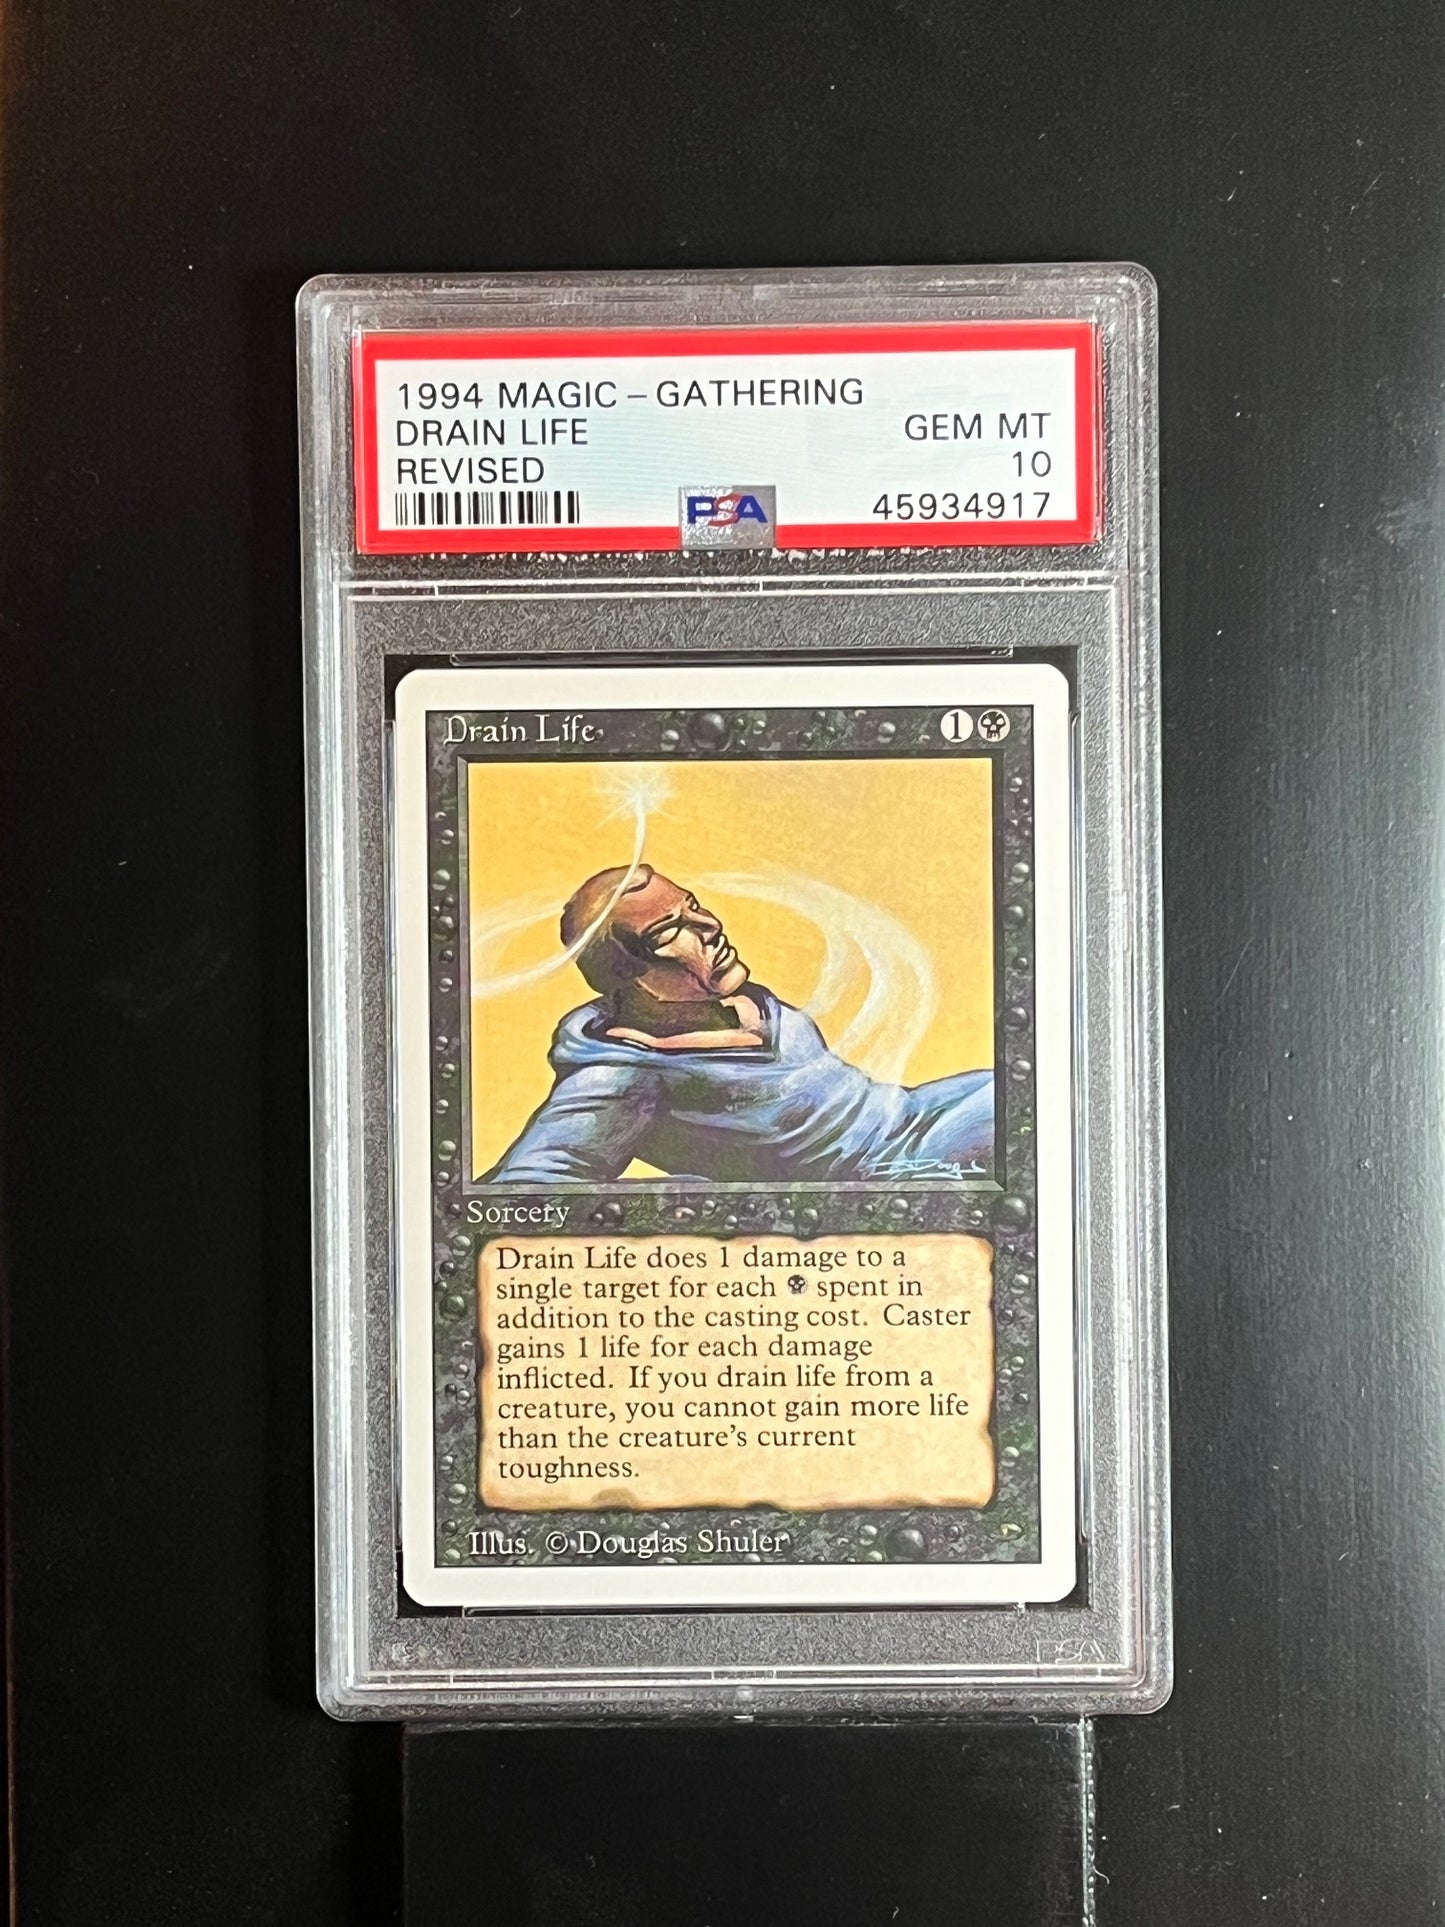 1994 MAGIC – GATHERING
DRAIN LIFE
GEM MT
REVISED
10
PSA
45934917
Drain Life
1
Sorcery
Drain Life does 1 damage to a
single target for each spent in
addition to the casting cost. Caster
gains 1 life for each damage
inflicted. If you drain life from a
creature, you cannot gain more life
than the creature's current
toughness.
Illus. © Douglas Shuler
PSA